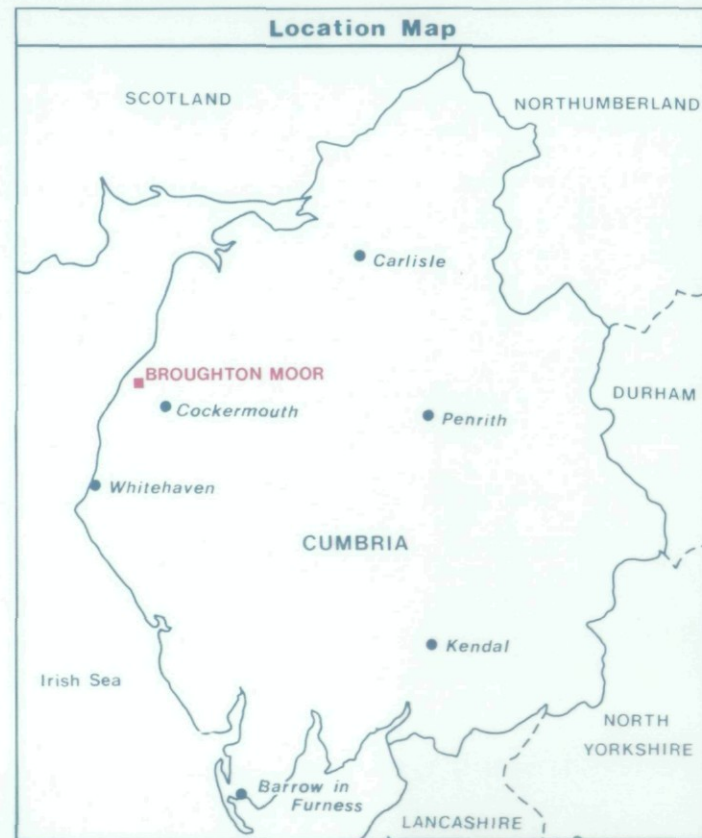 Location Map
SCOTLAND
NORTHUMBERLAND
Carlisle
BROUGHTON MOOR
DURHAM
Cockermouth
Penrith
Whitehaven
CUMBRIA
Kendal
Irish Sea
NORTH
YORKSHIRE
Barrow in
Furness
LANCASHIRE